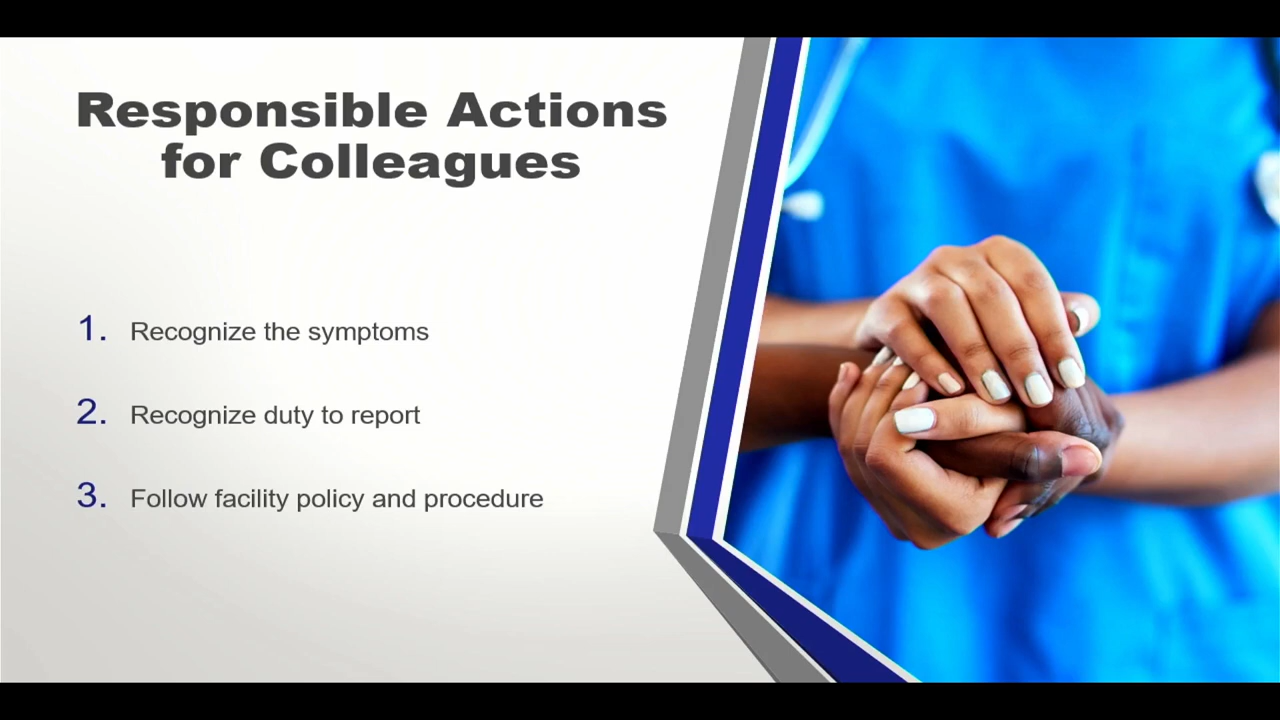 Responsible Actions
for Colleagues
1. Recognize the symptoms
2. Recognize duty to report
3. Follow facility policy and procedure